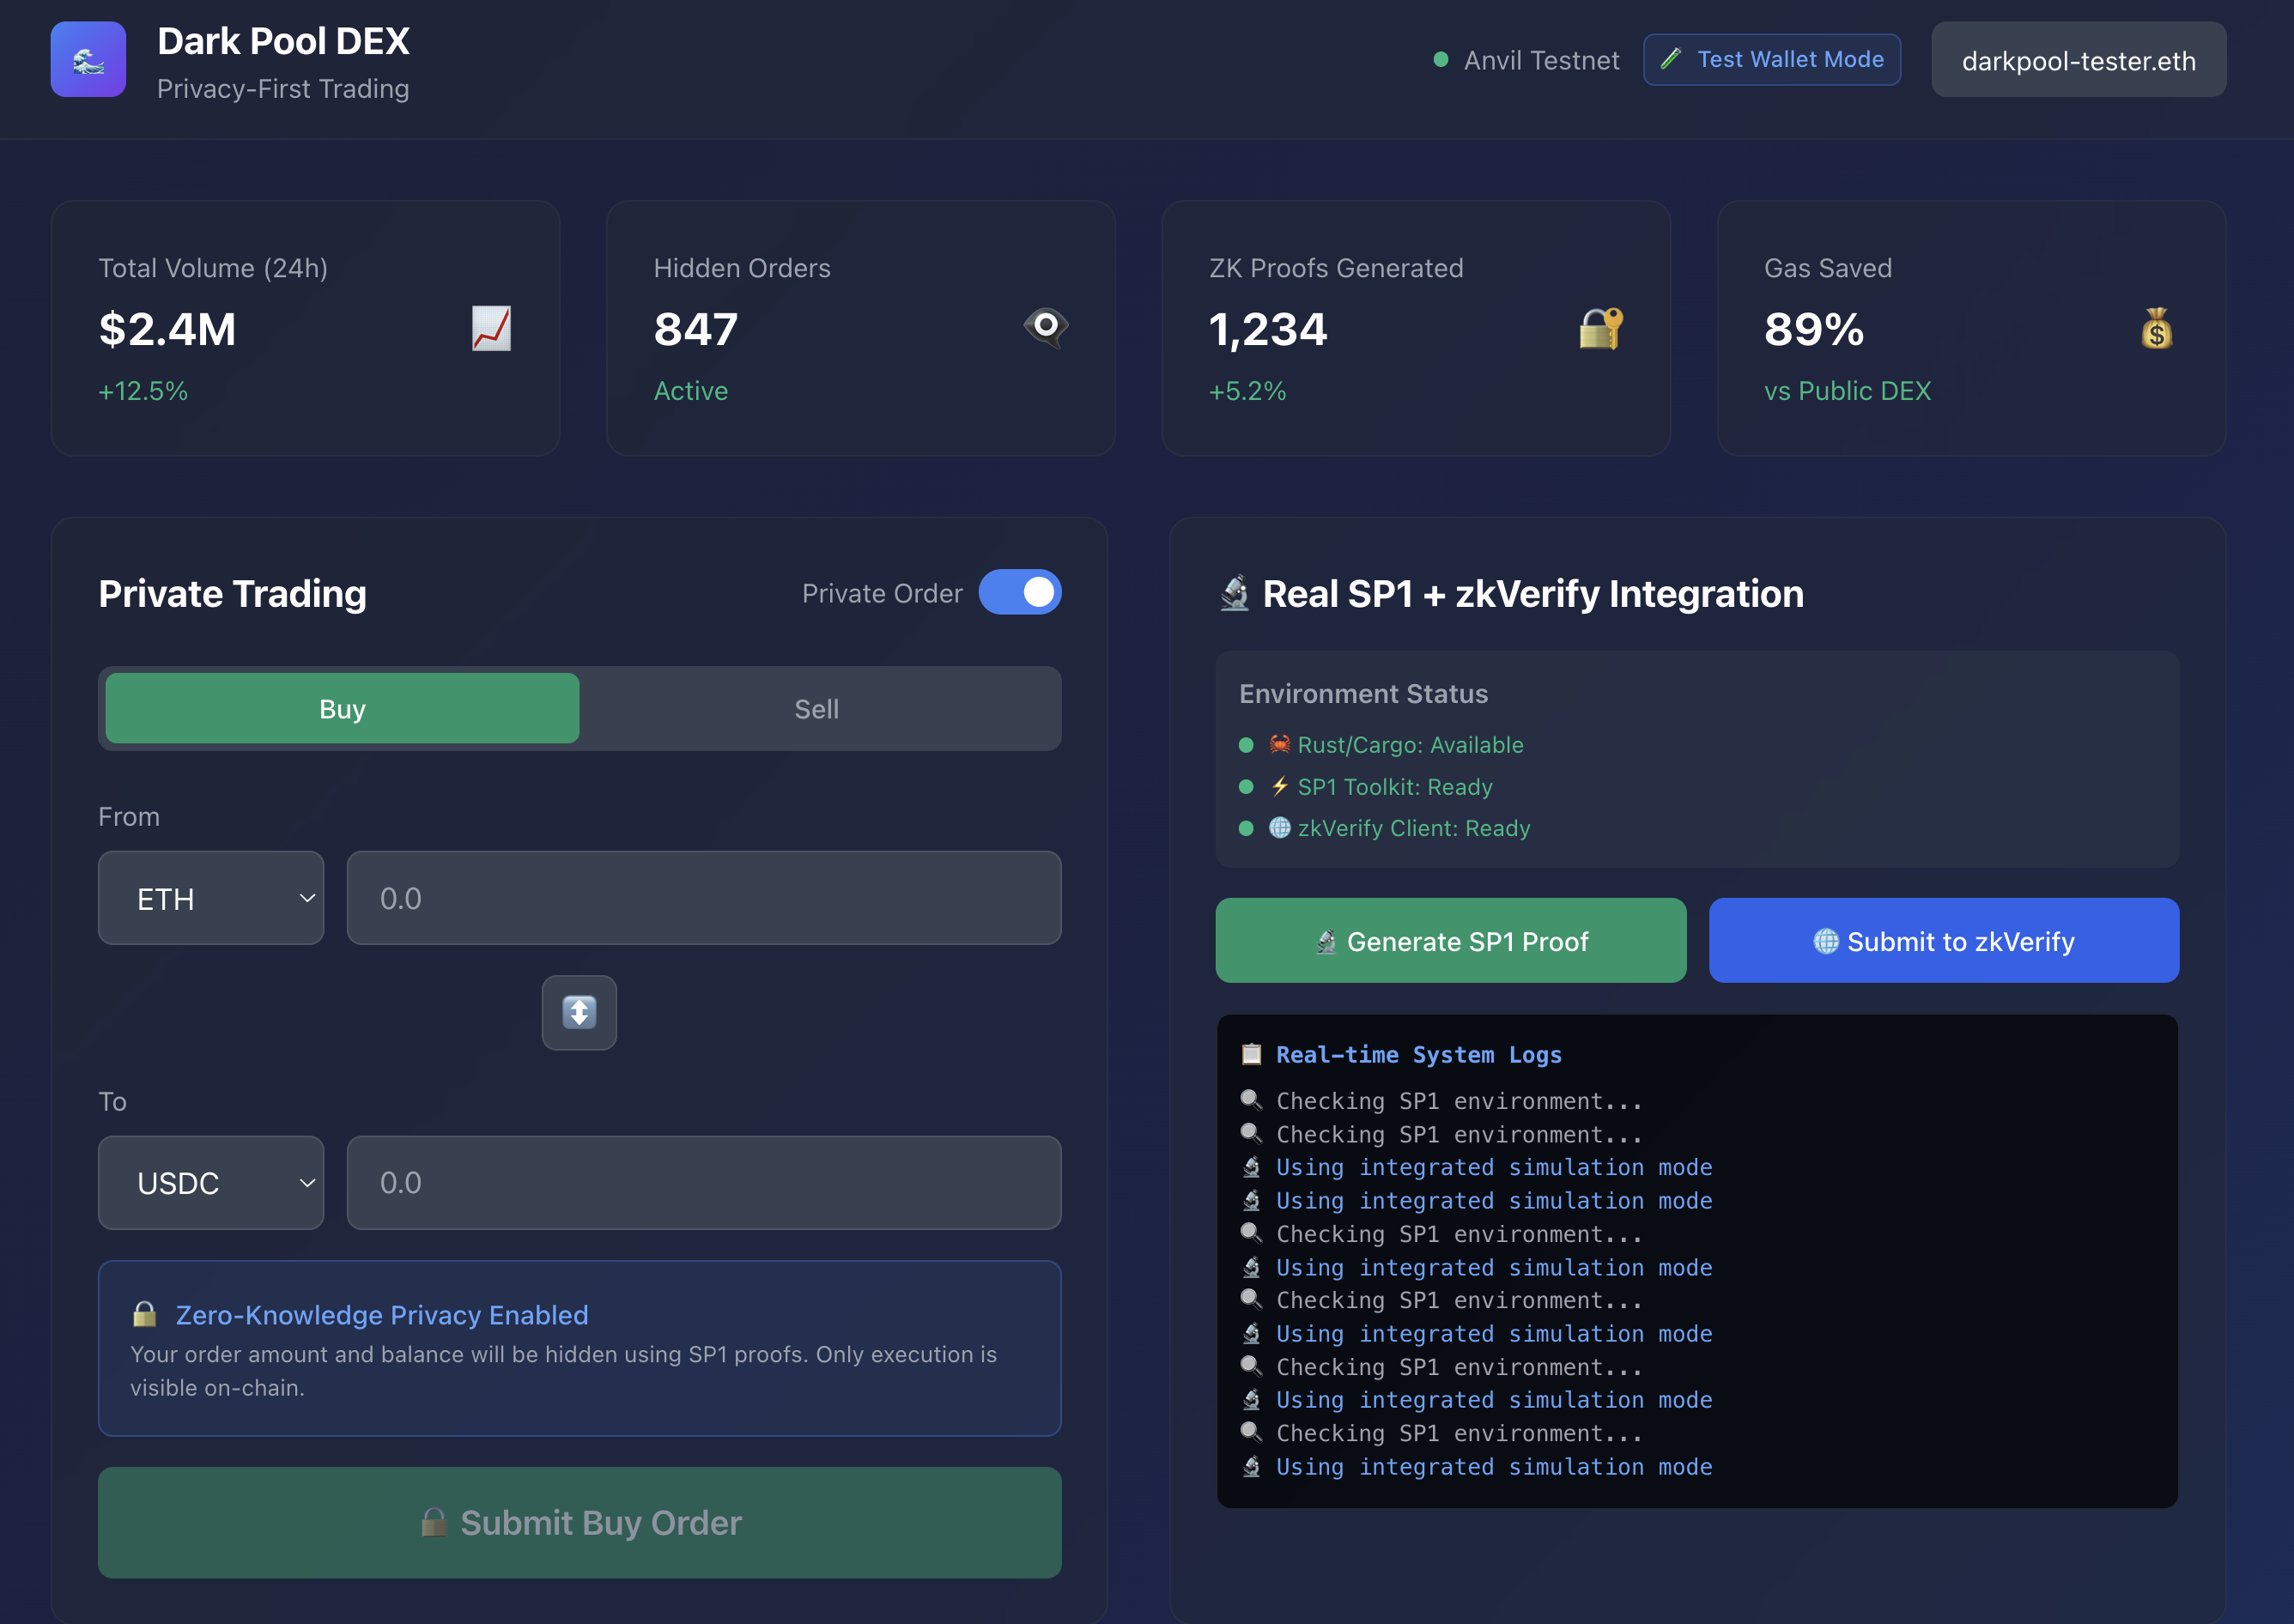 Dark Pool DEX
Privacy-First Trading
Anvil Testnet
Test Wallet Mode
darkpool-tester.eth
Total Volume (24h)
$2.4M
+12.5%
Hidden Orders
847
Active
ZK Proofs Generated
1,234
+5.2%
Gas Saved
89%
vs Public DEX
Private Trading
Private Order
Buy
Sell
From
ETH
0.0
To
USDC
0.0
Zero-Knowledge Privacy Enabled
Your order amount and balance will be hidden using SP1 proofs. Only execution is
visible on-chain.
Submit Buy Order
Real SP1 + zkVerify Integration
Environment Status
Rust/Cargo: Available
SP1 Toolkit: Ready
zkVerify Client: Ready
Generate SP1 Proof
Submit to zkVerify
Real-time System Logs
Checking SP1 environment...
Checking SP1 environment...
Using integrated simulation mode
Using integrated simulation mode
Checking SP1 environment...
Using integrated simulation mode
Checking SP1 environment...
Using integrated simulation mode
Checking SP1 environment...
Using integrated simulation mode
Checking SP1 environment...
Using integrated simulation mode